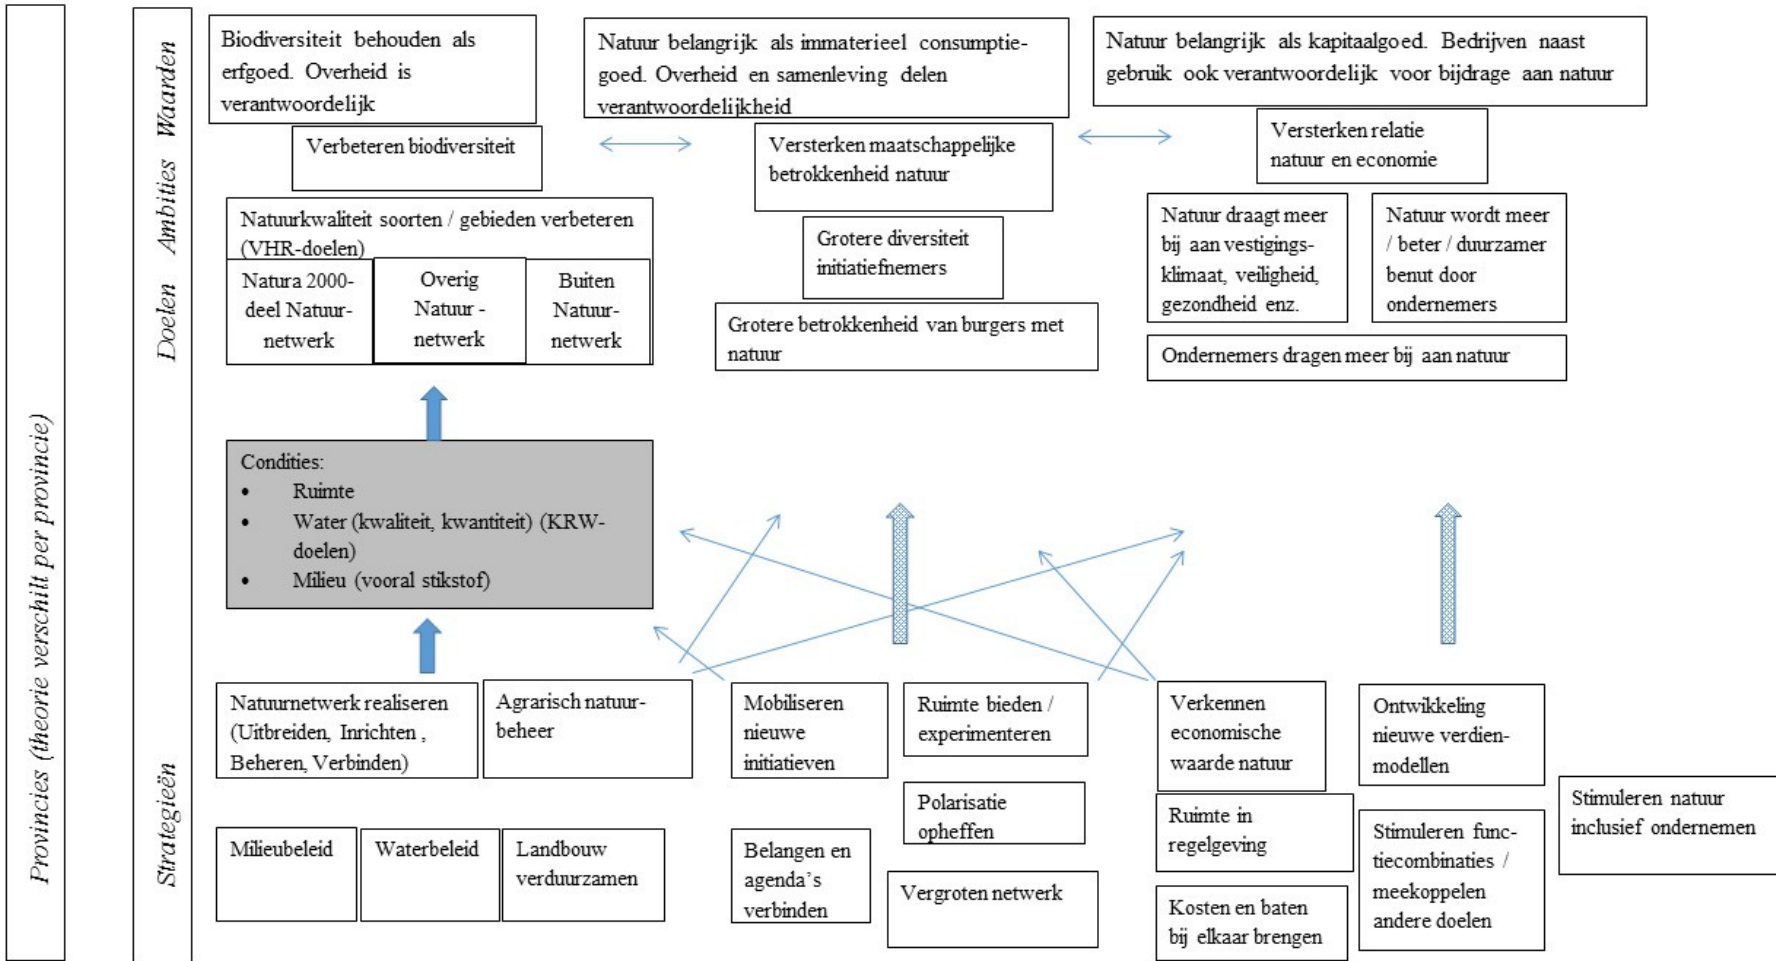 Provincies (theorie verschilt per provincie)
Waarden
Ambities
Doelen
Strategieën
Biodiversiteit behouden als
erfgoed. Overheid is
verantwoordelijk
Natuur belangrijk als immaterieel consumptie-
goed. Overheid en samenleving delen
verantwoordelijkheid
Natuur belangrijk als kapitaalgoed. Bedrijven naast
gebruik ook verantwoordelijk voor bijdrage aan natuur
Verbeteren biodiversiteit
Versterken maatschappelijke
betrokkenheid natuur
Versterken relatie
natuur en economie
Natuurkwaliteit soorten / gebieden verbeteren
(VHR-doelen)
Natura 2000-
deel Natuur-
netwerk
Overig
Natuur -
netwerk
Buiten
Natuur-
netwerk
Grotere diversiteit
initiatiefnemers
Grotere betrokkenheid van burgers met
natuur
Natuur draagt meer
bij aan vestigings-
klimaat, veiligheid,
gezondheid enz.
Natuur wordt meer
/ beter / duurzamer
benut door
ondernemers
Ondernemers dragen meer bij aan natuur
Condities:
• Ruimte
• Water (kwaliteit, kwantiteit) (KRW-
doelen)
• Milieu (vooral stikstof)
Natuurnetwerk realiseren
(Uitbreiden, Inrichten ,
Beheren, Verbinden)
Agrarisch natuur-
beheer
Mobiliseren
nieuwe
initiatieven
Ruimte bieden /
experimenteren
Verkennen
economische
waarde natuur
Ontwikkeling
nieuwe verdien-
modellen
Milieubeleid
Waterbeleid
Landbouw
verduurzamen
Belangen en
agenda's
verbinden
Polarisatie
opheffen
Vergroten netwerk
Ruimte in
regelgeving
Kosten en baten
bij elkaar brengen
Stimuleren func-
tiecombinaties /
meekoppelen
andere doelen
Stimuleren natuur
inclusief ondernemen